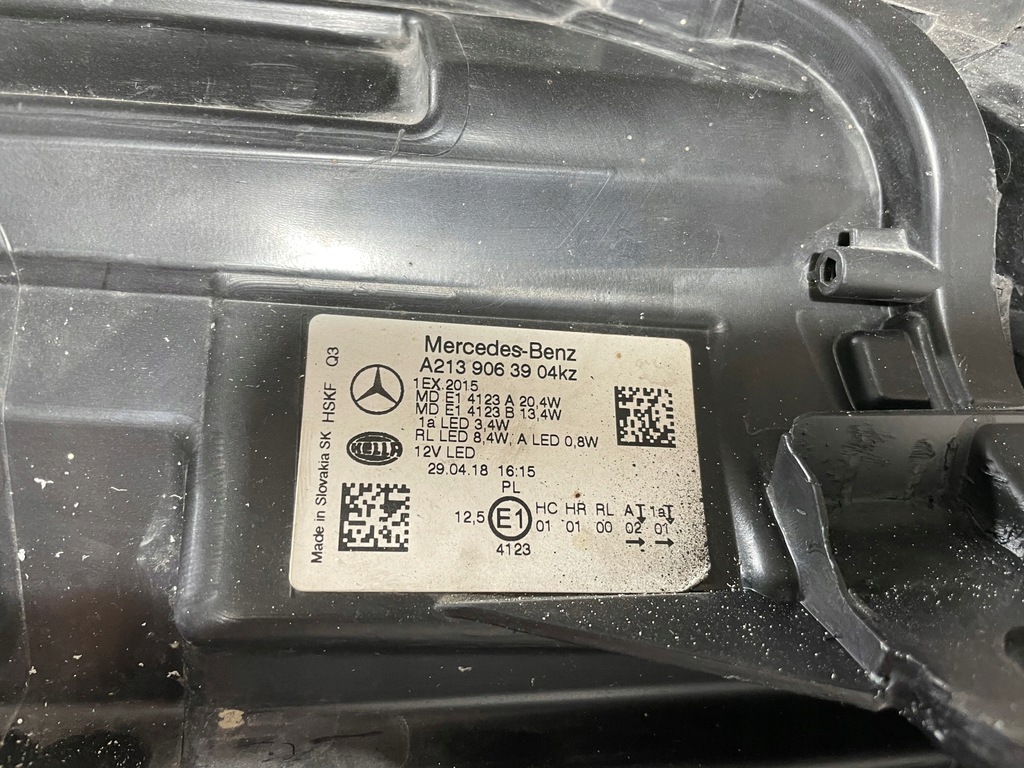 Mercedes-Benz
A213 906 39 04kz
1EX.2015
MD E1 4123 A 20,4W
MD E1 4123 B 13,4W
1a LED 3,4W
RL LED 8,4W, A LED 0,8W
12V LED
29.04.18 16:15
PL
12,5 E1 HC HR RL A 1a
01 01 00 02 01
4123
HELLA
Made in Slovakia SK HSKF Q3